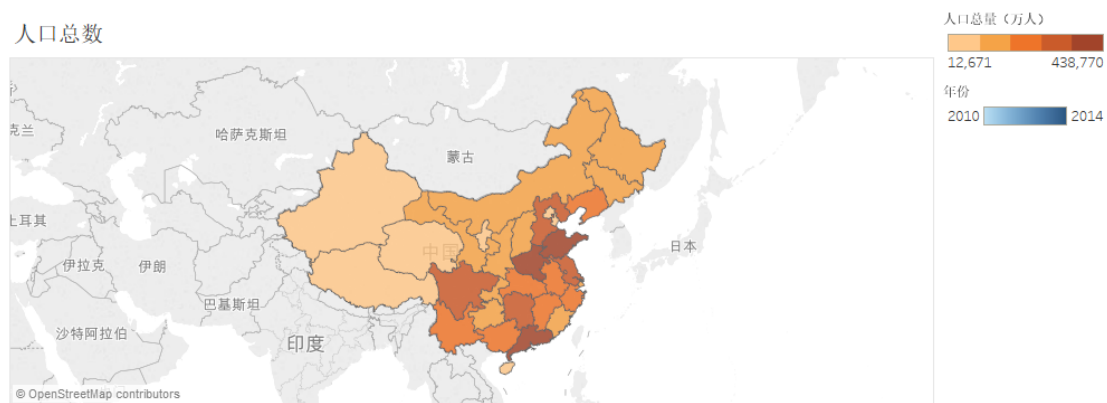 人口总数
人口总量（万人）
12,671
438,770
年份
2010
2014
克兰
哈萨克斯坦
蒙古
土耳其
中国
日本
伊拉克
伊朗
巴基斯坦
沙特阿拉伯
印度
© OpenStreetMap contributors